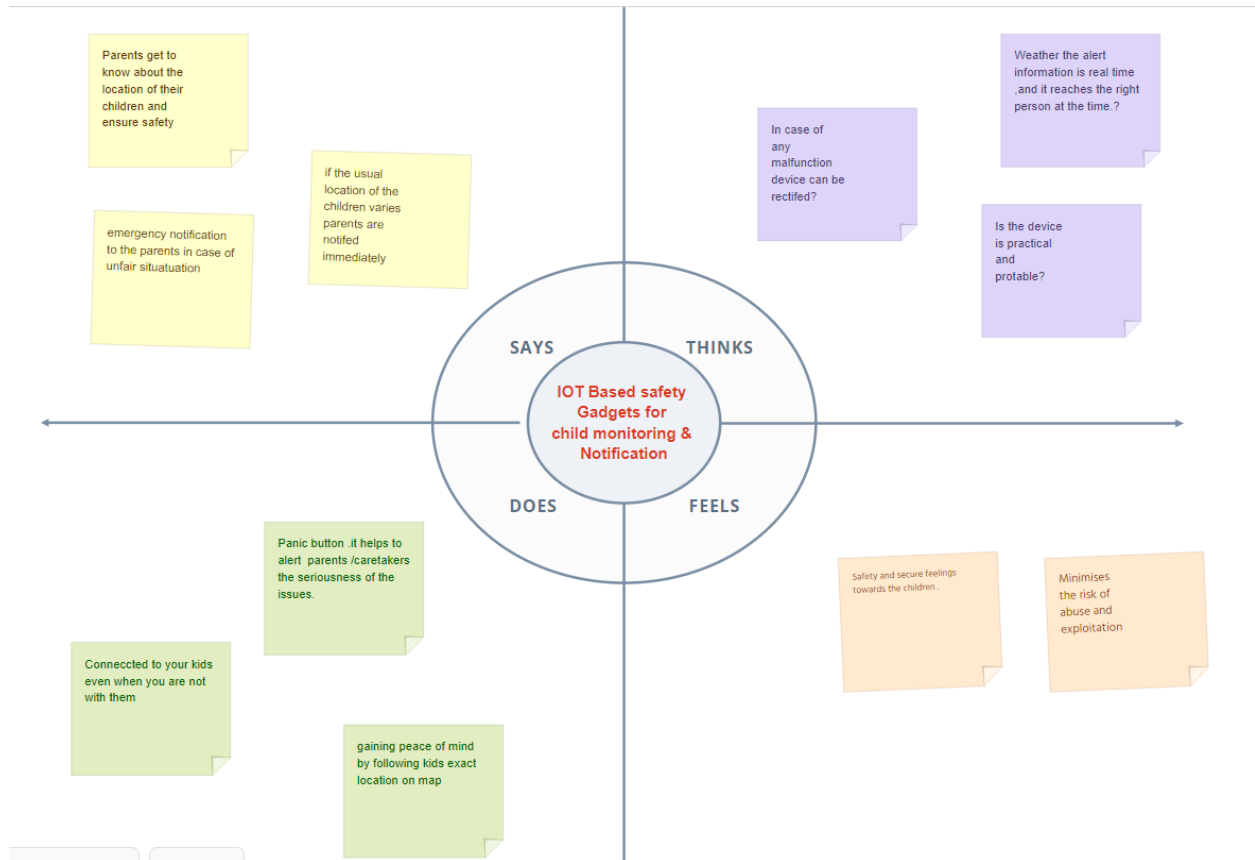 Parents get to
know about the
location of their
children and
ensure safety
if the usual
location of the
children varies
parents are
notifed
immediately
emergency notification
to the parents in case of
unfair situatuation
Weather the alert
information is real time
,and it reaches the right
person at the time.?
In case of
any
malfunction
device can be
rectifed?
Is the device
is practical
and
protable?
SAYS
THINKS
IOT Based safety
Gadgets for
child monitoring &
Notification
DOES
FEELS
Panic button .it helps to
alert parents /caretakers
the seriousness of the
issues.
Conneccted to your kids
even when you are not
with them
gaining peace of mind
by following kids exact
location on map
Safety and secure feelings
towards the children .
Minimises
the risk of
abuse and
exploitation